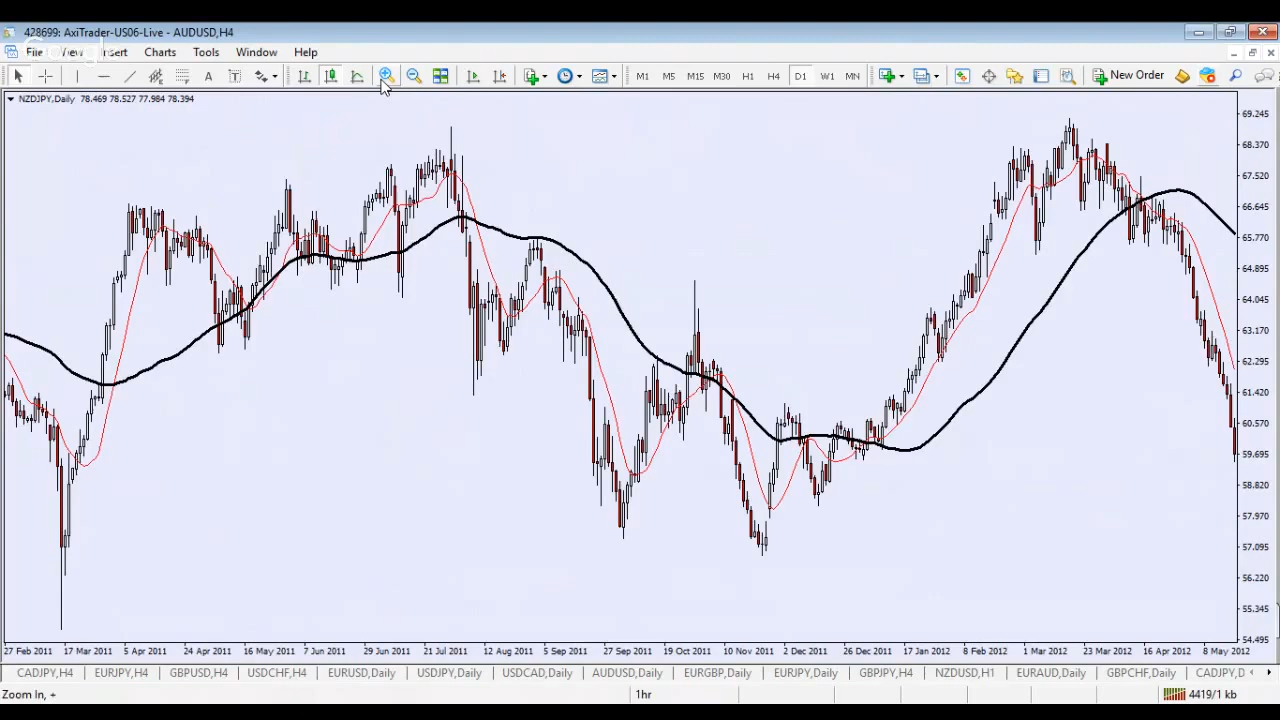 428699: AxiTrader-US06-Live - AUDUSD,H4
File View Insert Charts Tools Window Help
A T M1 M5 M15 M30 H1 H4 D1 W1 MN New Order
NZDJPY,Daily 78.469 78.527 77.984 78.394
69.245
68.370
67.520
66.645
65.770
64.895
64.045
63.170
62.295
61.420
60.570
59.695
58.820
57.970
57.095
56.220
55.345
54.495
27 Feb 2011 17 Mar 2011 5 Apr 2011 24 Apr 2011 16 May 2011 7 Jun 2011 29 Jun 2011 21 Jul 2011 12 Aug 2011 5 Sep 2011 27 Sep 2011 19 Oct 2011 10 Nov 2011 2 Dec 2011 26 Dec 2011 17 Jan 2012 8 Feb 2012 1 Mar 2012 23 Mar 2012 16 Apr 2012 8 May 2012
CADJPY,H4 EURJPY,H4 GBPUSD,H4 USDCHF,H4 EURUSD,Daily USDJPY,Daily USDCAD,Daily AUDUSD,Daily EURGBP,Daily EURJPY,Daily GBPJPY,H4 NZDUSD,H1 EURAUD,Daily GBPCHF,Daily CADJPY,D
Zoom In, + 1hr 4419/1 kb